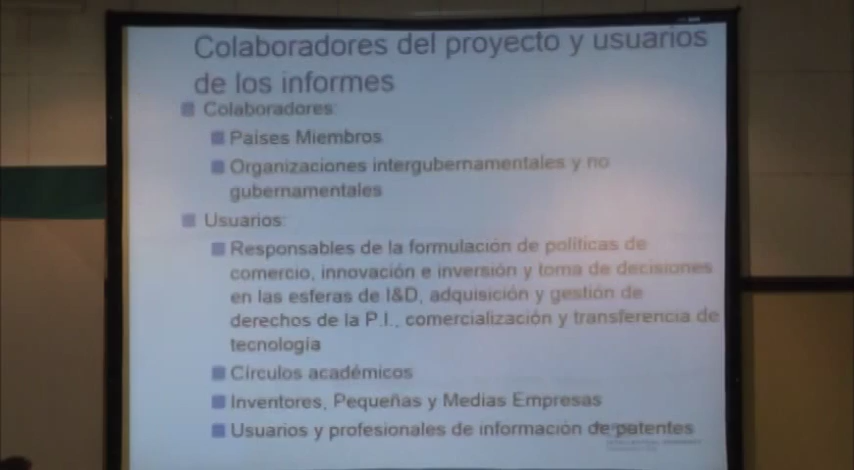 Colaboradores del proyecto y usuarios
de los informes
Colaboradores:
Países Miembros
Organizaciones intergubernamentales y no
gubernamentales
Usuarios:
Responsables de la formulación de políticas de
comercio, innovación e inversión y toma de decisiones
en las esferas de I&D, adquisición y gestión de
derechos de la P.I., comercialización y transferencia de
tecnología
Círculos académicos
Inventores, Pequeñas y Medias Empresas
Usuarios y profesionales de información de patentes